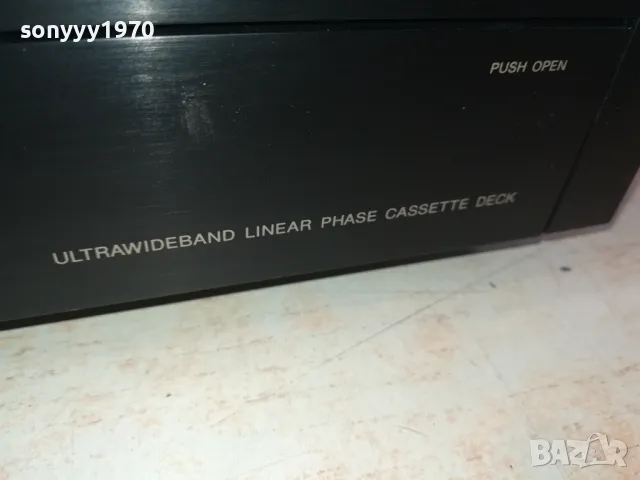 sonyyy1970
PUSH OPEN
ULTRAWIDEBAND LINEAR PHASE CASSETTE DECK
BAZAR